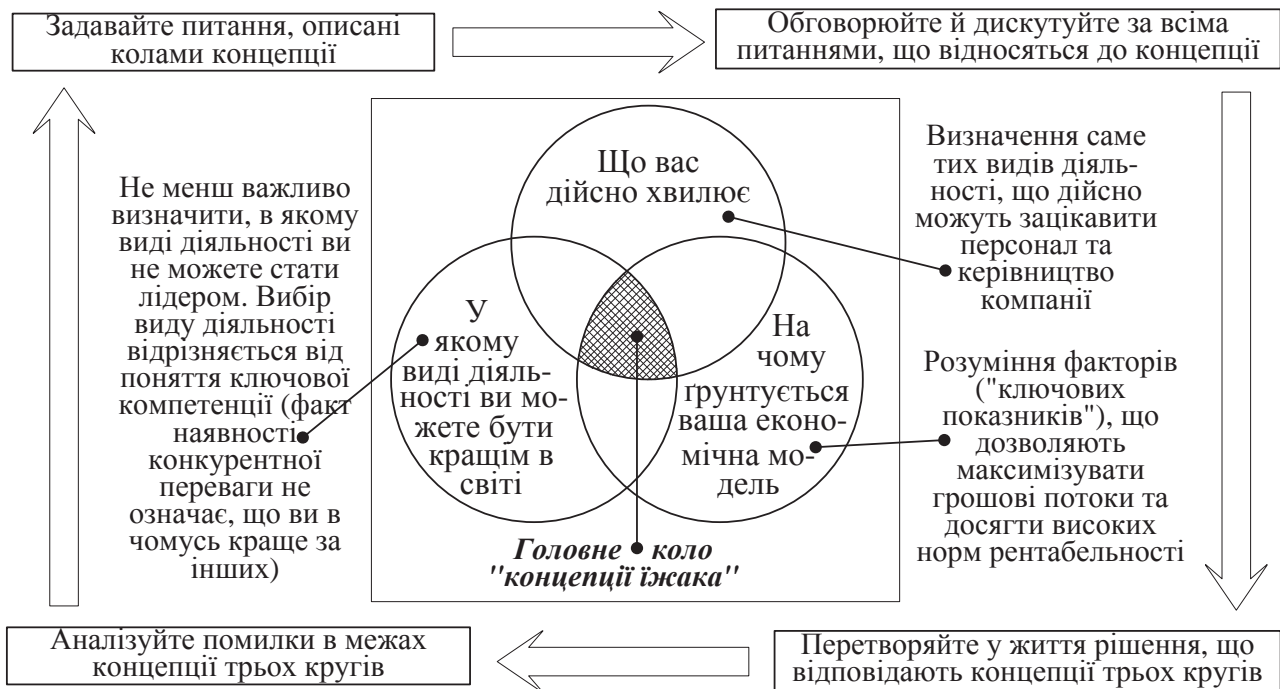 Задавайте питання, описані
колами концепції
Обговорюйте й дискутуйте за всіма
питаннями, що відносяться до концепції
Що вас
дійсно хвилює
Визначення саме
тих видів діяль-
ності, що дійсно
можуть зацікавити
персонал та
керівництво
компанії
Не менш важливо
визначити, в якому
виді діяльності ви
не можете стати
лідером. Вибір
виду діяльності
відрізняється від
поняття ключової
компетенції (факт
наявності
конкурентної
переваги не
означає, що ви в
чомусь краще за
інших)
У
якому
виді діяль-
ності ви мо-
жете бути
кращім в
світі
На
чому
ґрунтується
ваша еконо-
мічна мо-
дель
Розуміння факторів
("ключових
показників"), що
дозволяють
максимізувати
грошові потоки та
досягти високих
норм рентабельності
Головне коло
"концепції їжака"
Аналізуйте помилки в межах
концепції трьох кругів
Перетворяйте у життя рішення, що
відповідають концепції трьох кругів